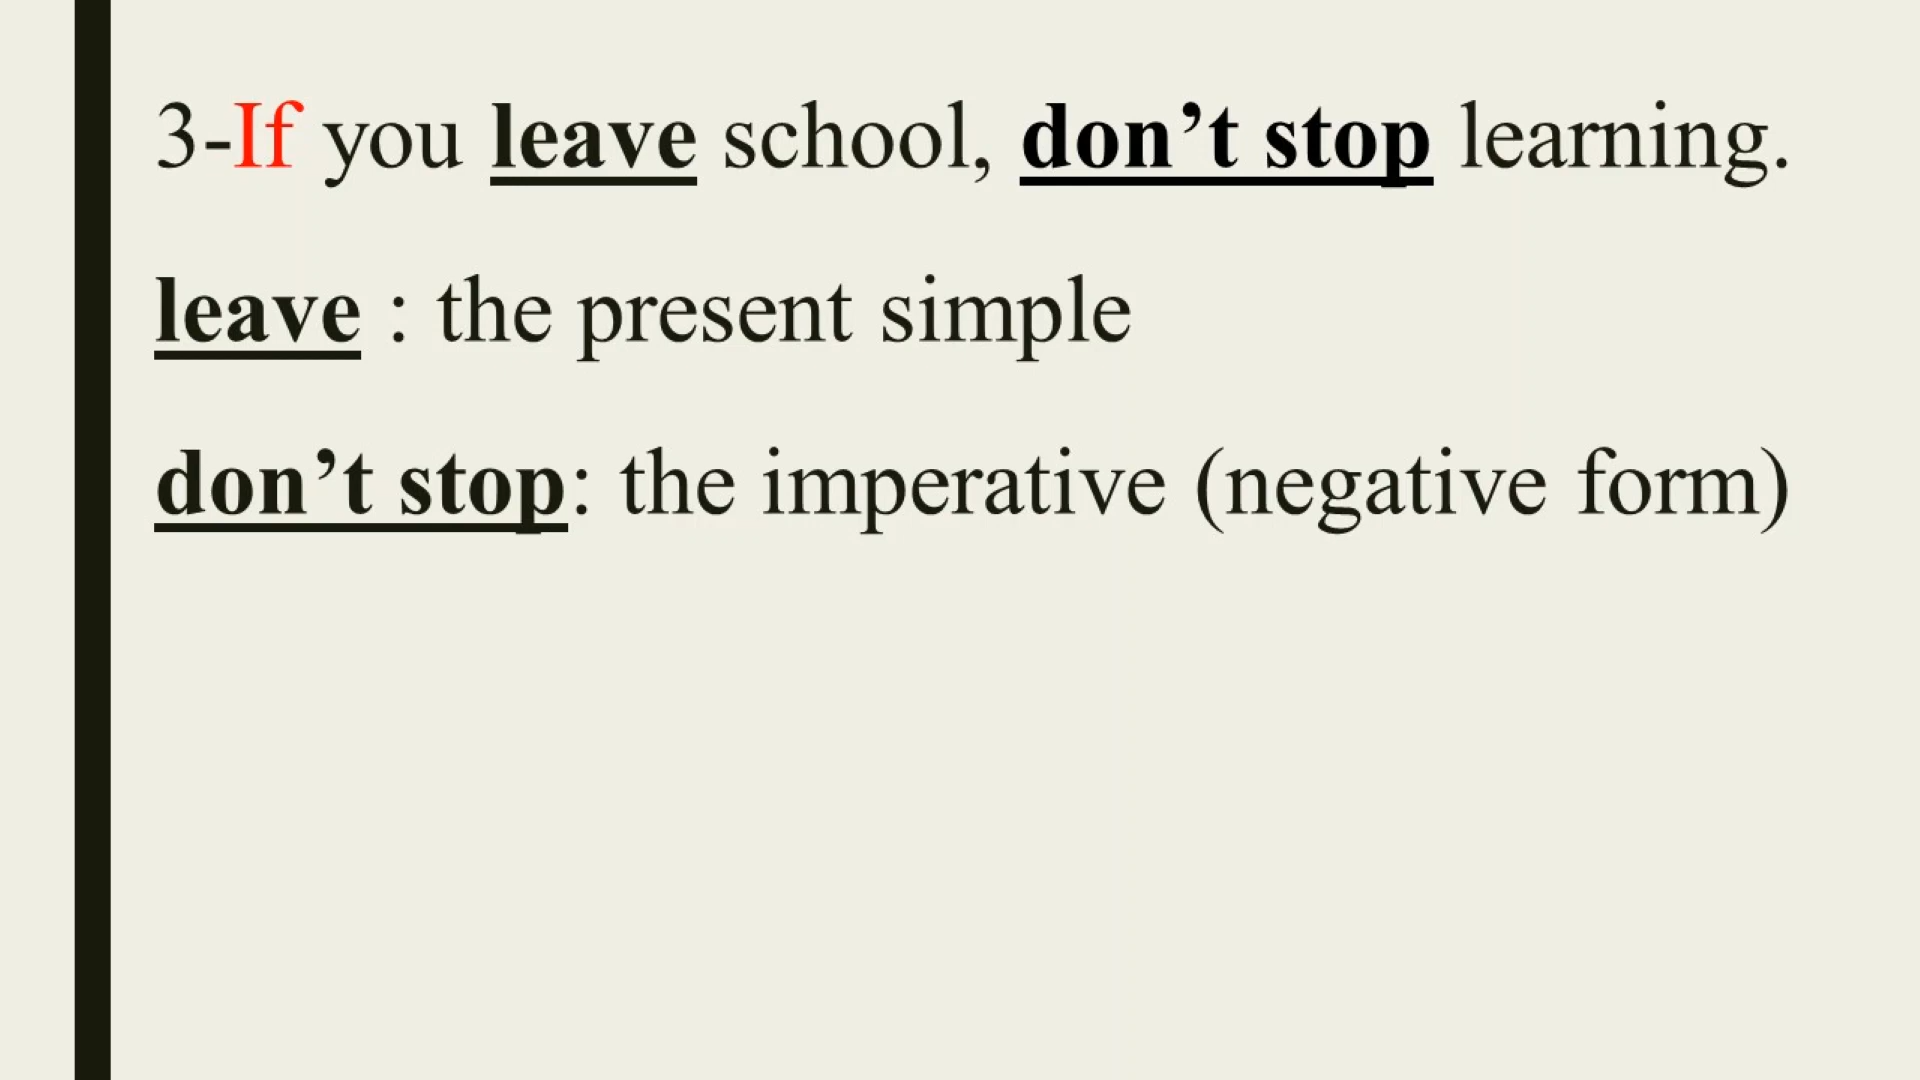 3-If you leave school, don’t stop learning.
leave : the present simple
don’t stop: the imperative (negative form)